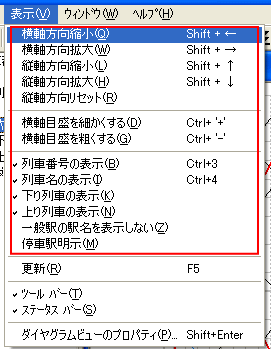 表示(V) ウィンドウ(W) ヘルプ(H)
横軸方向縮小(Q) Shift + ←
横軸方向拡大(W) Shift + →
縦軸方向縮小(L) Shift + ↑
縦軸方向拡大(H) Shift + ↓
縦軸方向リセット(R)
横軸目盛を細かくする(D) Ctrl+ '+'
横軸目盛を粗くする(G) Ctrl+ '-'
✓ 列車番号の表示(B) Ctrl+3
✓ 列車名の表示(I) Ctrl+4
✓ 下り列車の表示(K)
✓ 上り列車の表示(N)
一般駅の駅名を表示しない(Z)
停車駅明示(M)
更新(R) F5
✓ ツール バー(T)
✓ ステータス バー(S)
ダイヤグラムビューのプロパティ(P)... Shift+Enter